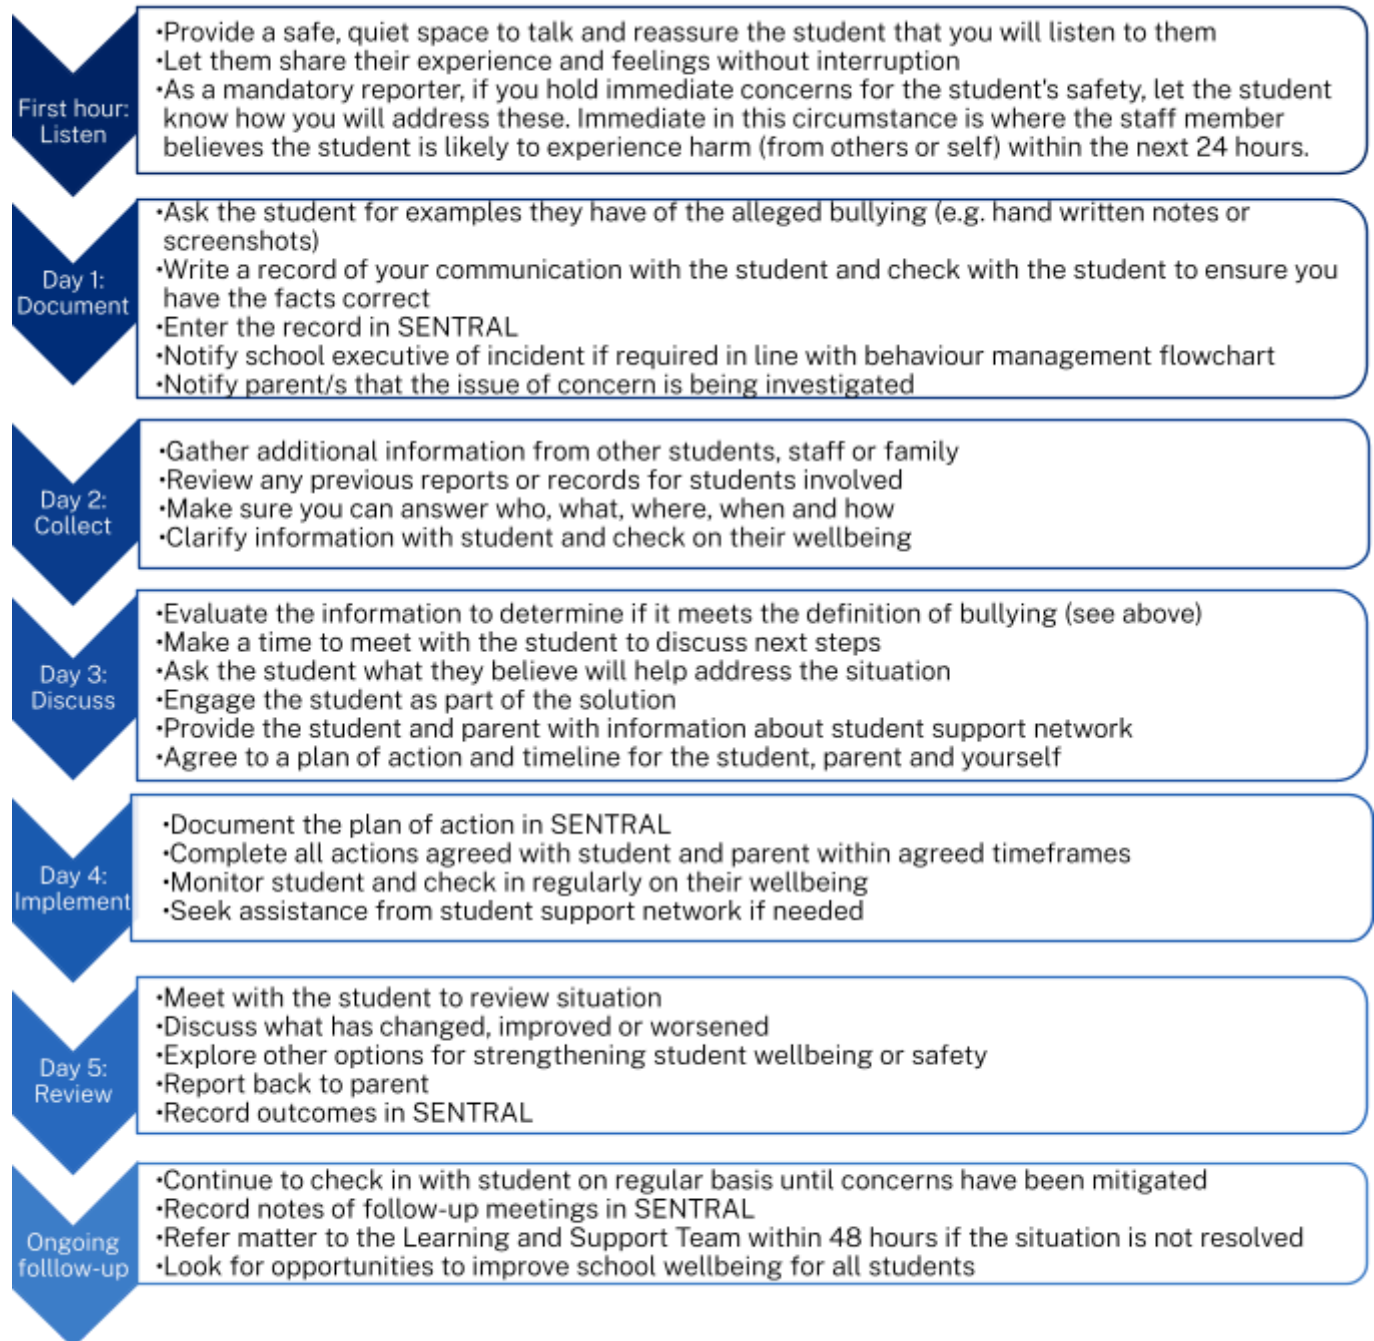 First hour:
Listen
•Provide a safe, quiet space to talk and reassure the student that you will listen to them
•Let them share their experience and feelings without interruption
•As a mandatory reporter, if you hold immediate concerns for the student's safety, let the student
know how you will address these. Immediate in this circumstance is where the staff member
believes the student is likely to experience harm (from others or self) within the next 24 hours.
Day 1:
Document
•Ask the student for examples they have of the alleged bullying (e.g. hand written notes or
screenshots)
•Write a record of your communication with the student and check with the student to ensure you
have the facts correct
•Enter the record in SENTRAL
•Notify school executive of incident if required in line with behaviour management flowchart
•Notify parent/s that the issue of concern is being investigated
Day 2:
Collect
•Gather additional information from other students, staff or family
•Review any previous reports or records for students involved
•Make sure you can answer who, what, where, when and how
•Clarify information with student and check on their wellbeing
Day 3:
Discuss
•Evaluate the information to determine if it meets the definition of bullying (see above)
•Make a time to meet with the student to discuss next steps
•Ask the student what they believe will help address the situation
•Engage the student as part of the solution
•Provide the student and parent with information about student support network
•Agree to a plan of action and timeline for the student, parent and yourself
Day 4:
Implement
•Document the plan of action in SENTRAL
•Complete all actions agreed with student and parent within agreed timeframes
•Monitor student and check in regularly on their wellbeing
•Seek assistance from student support network if needed
Day 5:
Review
•Meet with the student to review situation
•Discuss what has changed, improved or worsened
•Explore other options for strengthening student wellbeing or safety
•Report back to parent
•Record outcomes in SENTRAL
Ongoing
folllow-up
•Continue to check in with student on regular basis until concerns have been mitigated
•Record notes of follow-up meetings in SENTRAL
•Refer matter to the Learning and Support Team within 48 hours if the situation is not resolved
•Look for opportunities to improve school wellbeing for all students